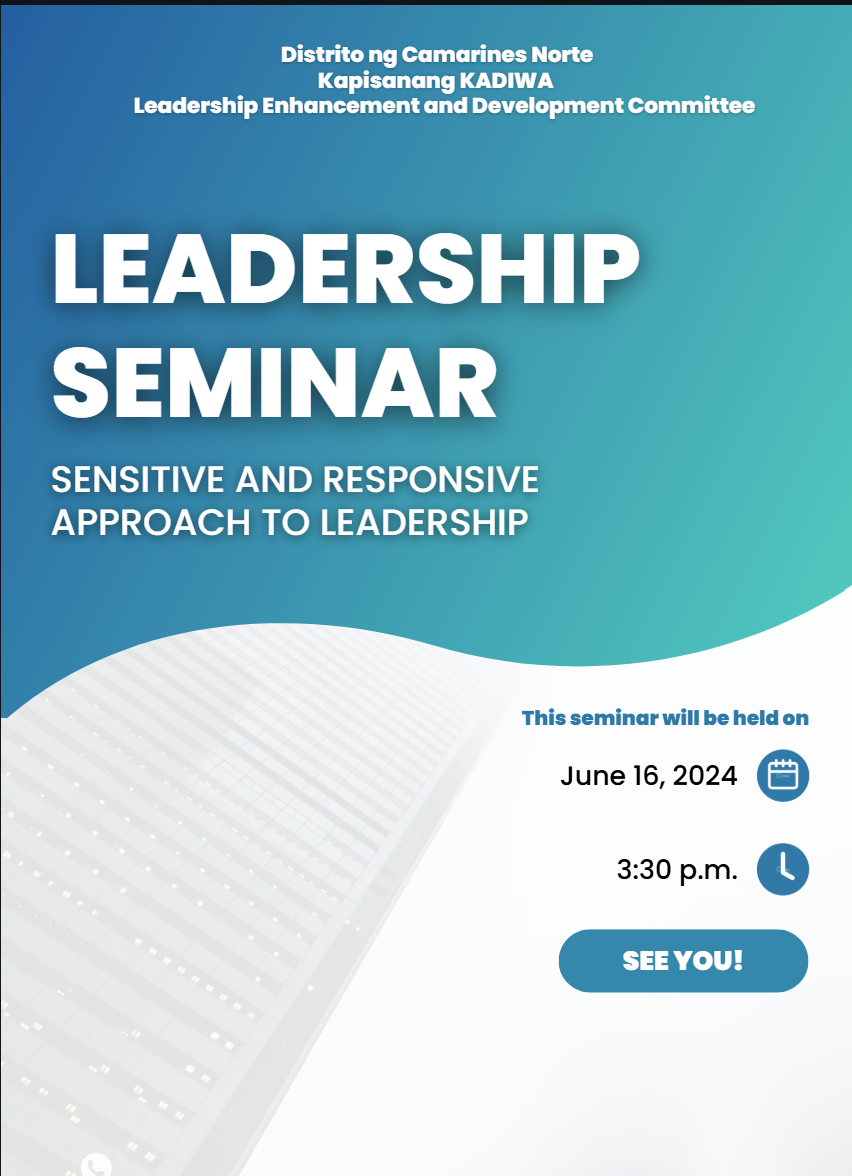 Distrito ng Camarines Norte
Kapisanang KADIWA
Leadership Enhancement and Development Committee
LEADERSHIP
SEMINAR
SENSITIVE AND RESPONSIVE
APPROACH TO LEADERSHIP
This seminar will be held on
June 16, 2024
3:30 p.m.
SEE YOU!